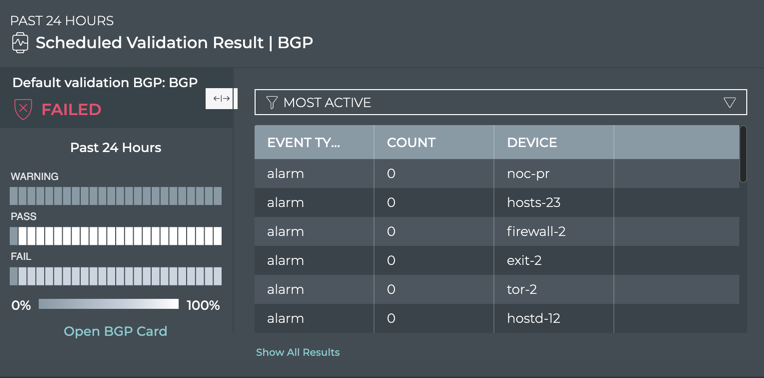 PAST 24 HOURS
Scheduled Validation Result | BGP
Default validation BGP: BGP
FAILED
Past 24 Hours
WARNING
PASS
FAIL
0% 100%
Open BGP Card
MOST ACTIVE
EVENT TY... COUNT DEVICE
alarm 0 noc-pr
alarm 0 hosts-23
alarm 0 firewall-2
alarm 0 exit-2
alarm 0 tor-2
alarm 0 hostd-12
Show All Results